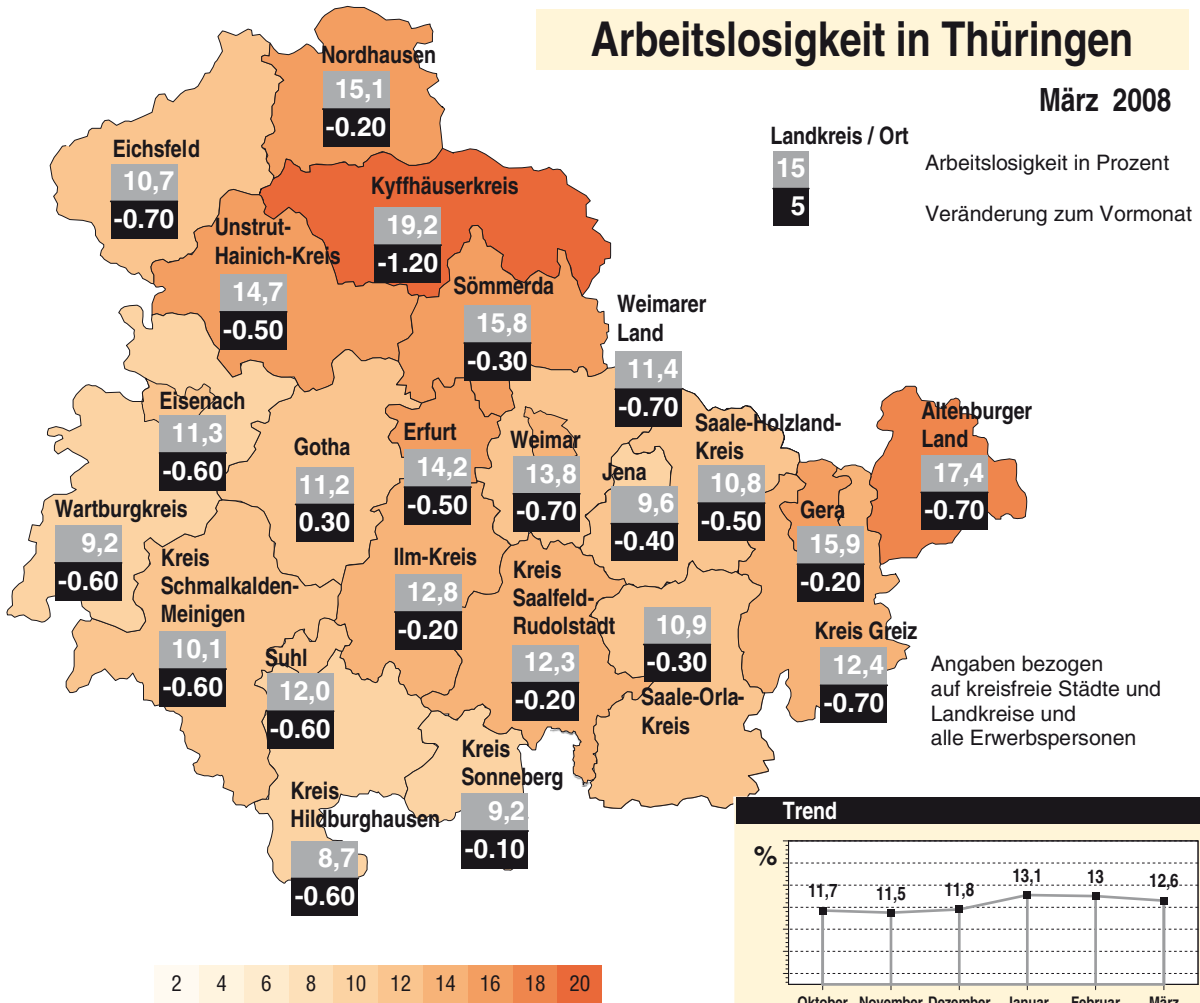 Arbeitslosigkeit in Thüringen
März 2008
Landkreis / Ort
15
Arbeitslosigkeit in Prozent
5
Veränderung zum Vormonat
Nordhausen
15,1
-0.20
Eichsfeld
10,7
-0.70
Kyffhäuserkreis
19,2
-1.20
Unstrut-
Hainich-Kreis
14,7
-0.50
Sömmerda
15,8
-0.30
Weimarer
Land
11,4
-0.70
Eisenach
11,3
-0.60
Gotha
11,2
0.30
Erfurt
14,2
-0.50
Weimar
13,8
-0.70
Jena
9,6
-0.40
Saale-Holzland-
Kreis
10,8
-0.50
Gera
15,9
-0.20
Altenburger
Land
17,4
-0.70
Wartburgkreis
9,2
-0.60
Kreis
Schmalkalden-
Meinigen
10,1
-0.60
Ilm-Kreis
12,8
-0.20
Kreis
Saalfeld-
Rudolstadt
12,3
-0.20
10,9
-0.30
Saale-Orla-
Kreis
Kreis Greiz
12,4
-0.70
Suhl
12,0
-0.60
Kreis
Sonneberg
9,2
-0.10
Kreis
Hildburghausen
8,7
-0.60
Angaben bezogen
auf kreisfreie Städte und
Landkreise und
alle Erwerbspersonen
Trend
%
11,7 11,5 11,8 13,1 13 12,6
Oktober November Dezember Januar Februar März
2 4 6 8 10 12 14 16 18 20